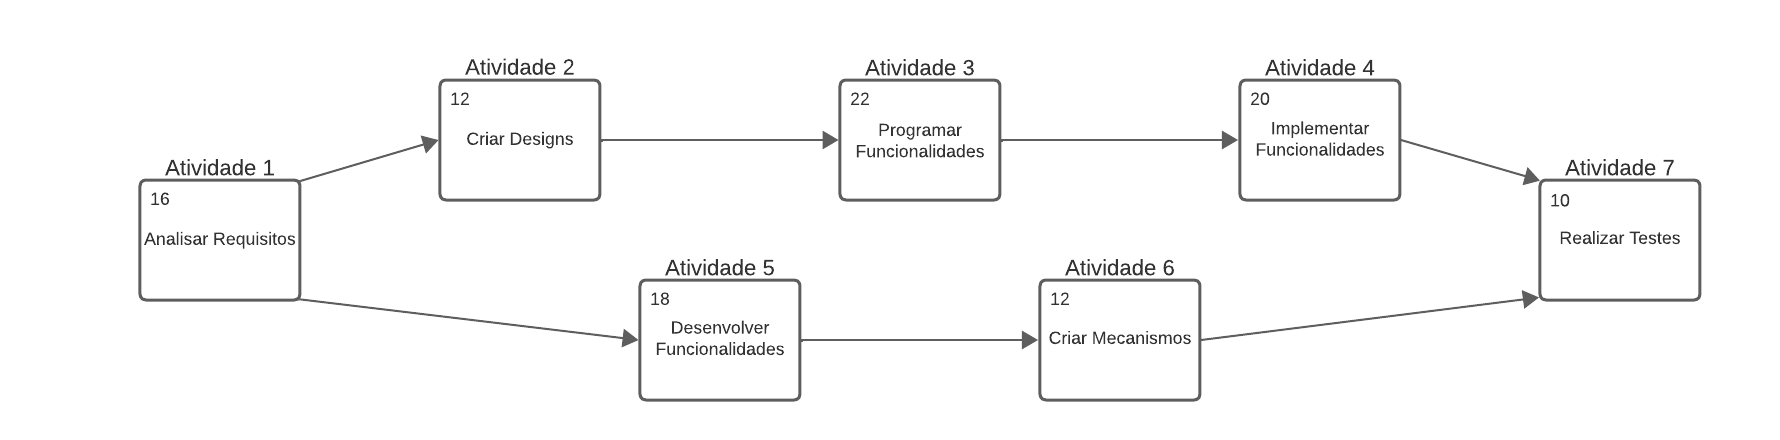 Atividade 1
16
Analisar Requisitos
Atividade 2
12
Criar Designs
Atividade 3
22
Programar
Funcionalidades
Atividade 4
20
Implementar
Funcionalidades
Atividade 5
18
Desenvolver
Funcionalidades
Atividade 6
12
Criar Mecanismos
Atividade 7
10
Realizar Testes